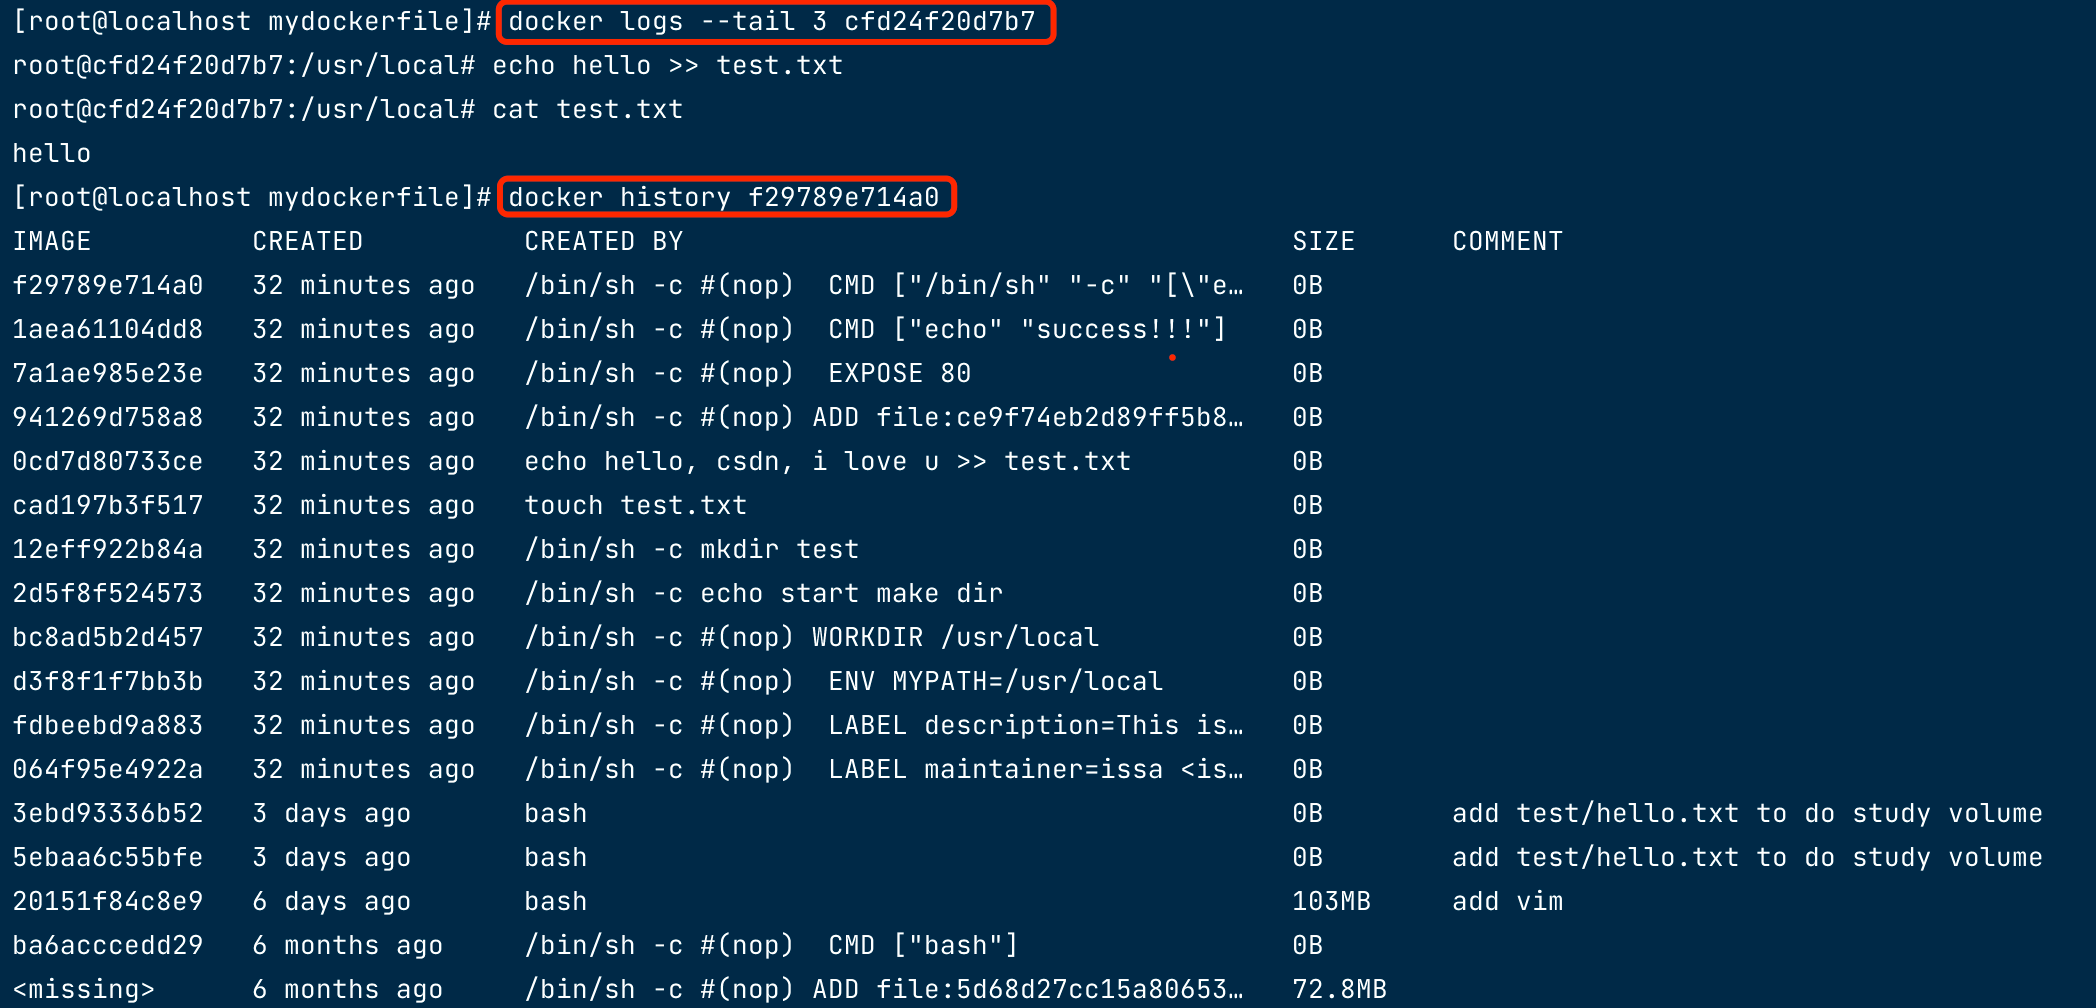 [root@localhost mydockerfile]# docker logs --tail 3 cfd24f20d7b7
root@cfd24f20d7b7:/usr/local# echo hello >> test.txt
root@cfd24f20d7b7:/usr/local# cat test.txt
hello
[root@localhost mydockerfile]# docker history f29789e714a0
IMAGE CREATED CREATED BY SIZE COMMENT
f29789e714a0 32 minutes ago /bin/sh -c #(nop) CMD ["/bin/sh" "-c" "[\"e… 0B
1aea61104dd8 32 minutes ago /bin/sh -c #(nop) CMD ["echo" "success!!!"] 0B
7a1ae985e23e 32 minutes ago /bin/sh -c #(nop) EXPOSE 80 0B
941269d758a8 32 minutes ago /bin/sh -c #(nop) ADD file:ce9f74eb2d89ff5b8… 0B
0cd7d80733ce 32 minutes ago echo hello, csdn, i love u >> test.txt 0B
cad197b3f517 32 minutes ago touch test.txt 0B
12eff922b84a 32 minutes ago /bin/sh -c mkdir test 0B
2d5f8f524573 32 minutes ago /bin/sh -c echo start make dir 0B
bc8ad5b2d457 32 minutes ago /bin/sh -c #(nop) WORKDIR /usr/local 0B
d3f8f1f7bb3b 32 minutes ago /bin/sh -c #(nop) ENV MYPATH=/usr/local 0B
fdbeebd9a883 32 minutes ago /bin/sh -c #(nop) LABEL description=This is… 0B
064f95e4922a 32 minutes ago /bin/sh -c #(nop) LABEL maintainer=issa <is… 0B
3ebd93336b52 3 days ago bash 0B add test/hello.txt to do study volume
5ebaa6c55bfe 3 days ago bash 0B add test/hello.txt to do study volume
20151f84c8e9 6 days ago bash 103MB add vim
ba6acccedd29 6 months ago /bin/sh -c #(nop) CMD ["bash"] 0B
<missing> 6 months ago /bin/sh -c #(nop) ADD file:5d68d27cc15a80653… 72.8MB